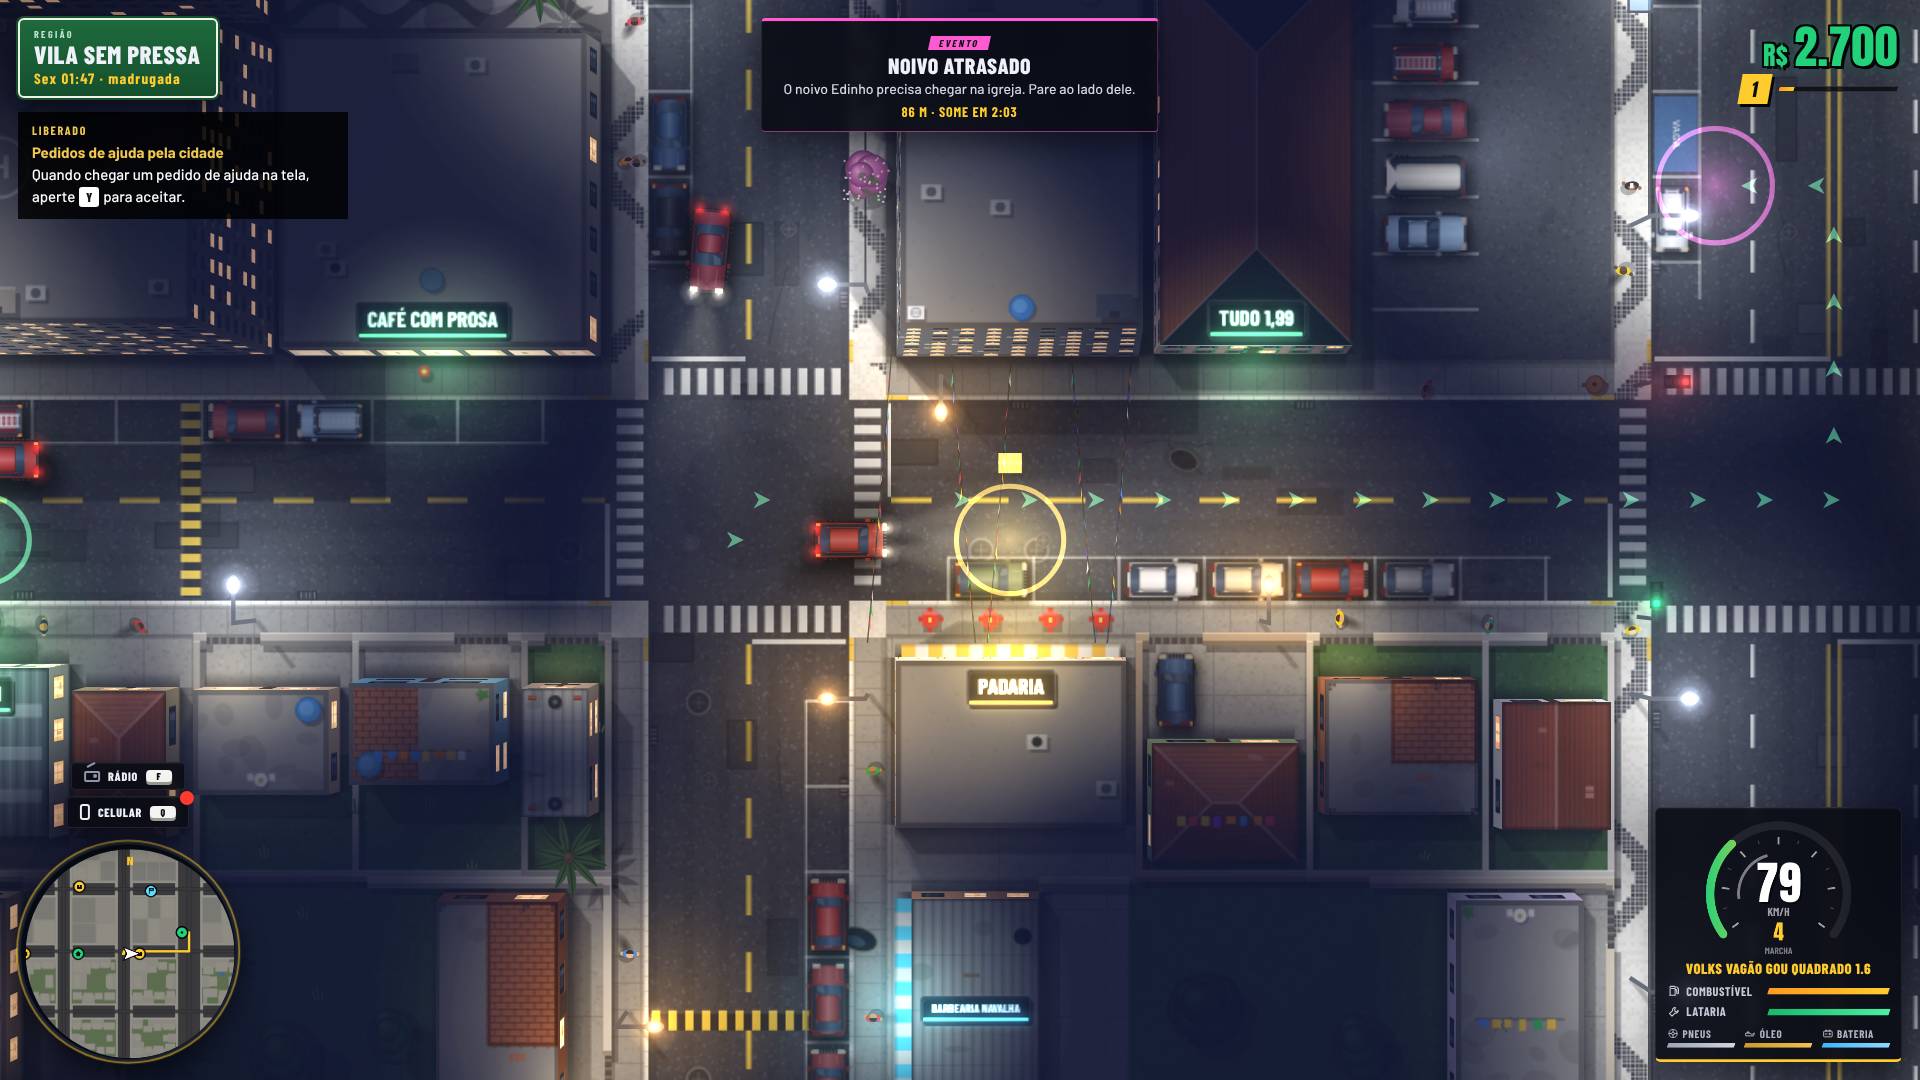 REGIÃO
VILA SEM PRESSA
Sex 01:47 · madrugada
LIBERADO
Pedidos de ajuda pela cidade
Quando chegar um pedido de ajuda na tela,
aperte Y para aceitar.
EVENTO
NOIVO ATRASADO
O noivo Edinho precisa chegar na igreja. Pare ao lado dele.
86 M · SOME EM 2:03
R$ 2.700
1
CAFÉ COM PROSA
TUDO 1,99
PADARIA
BARBEARIA NAVALHA
RÁDIO F
CELULAR Q
N
M
P
79
KM/H
4
MARCHA
VOLKS VAGÃO GOU QUADRADO 1.6
COMBUSTÍVEL
LATARIA
PNEUS
ÓLEO
BATERIA